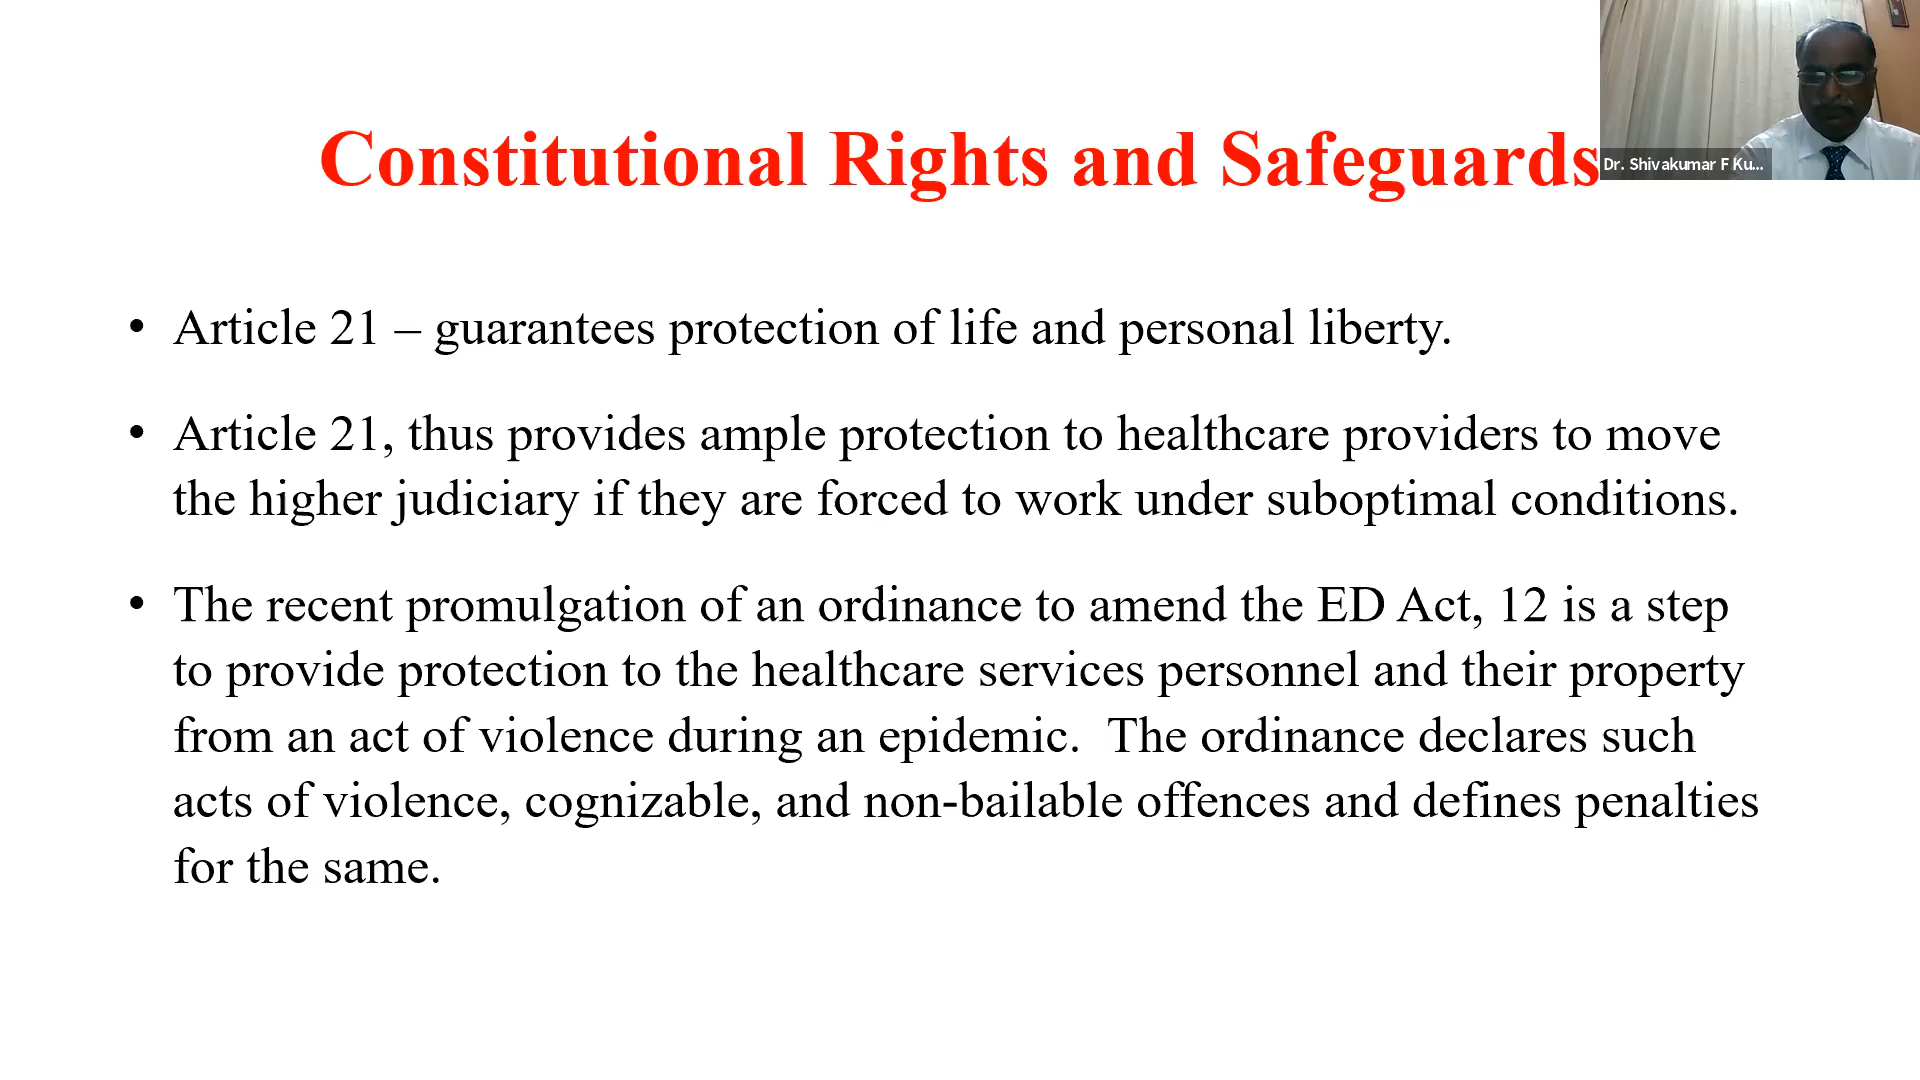 Constitutional Rights and Safeguards
Dr. Shivakumar F Ku...
• Article 21 – guarantees protection of life and personal liberty.
• Article 21, thus provides ample protection to healthcare providers to move
the higher judiciary if they are forced to work under suboptimal conditions.
• The recent promulgation of an ordinance to amend the ED Act, 12 is a step
to provide protection to the healthcare services personnel and their property
from an act of violence during an epidemic.  The ordinance declares such
acts of violence, cognizable, and non-bailable offences and defines penalties
for the same.